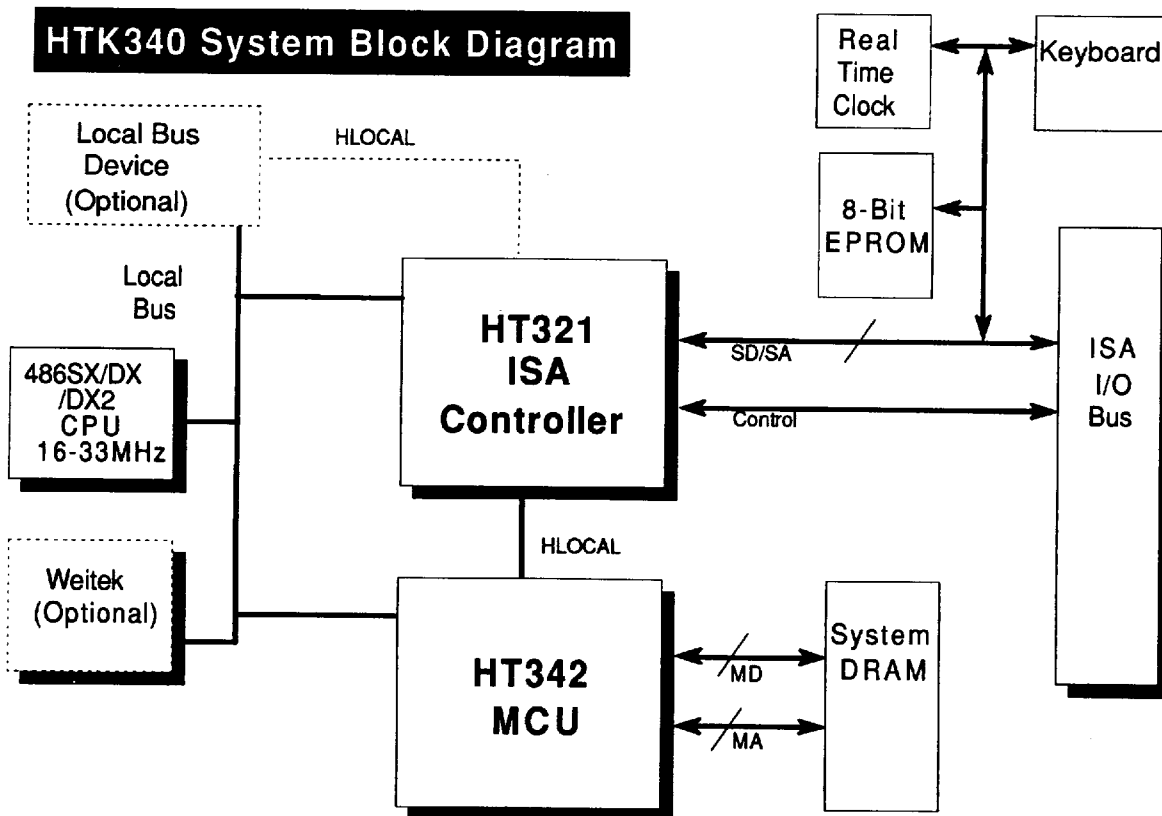 HTK340 System Block Diagram
Real
Time
Clock
Keyboard
Local Bus
Device
(Optional)
HLOCAL
8-Bit
EPROM
Local
Bus
HT321
ISA
Controller
SD/SA
Control
ISA
I/O
Bus
486SX/DX
/DX2
CPU
16-33MHz
HLOCAL
Weitek
(Optional)
HT342
MCU
MD
MA
System
DRAM